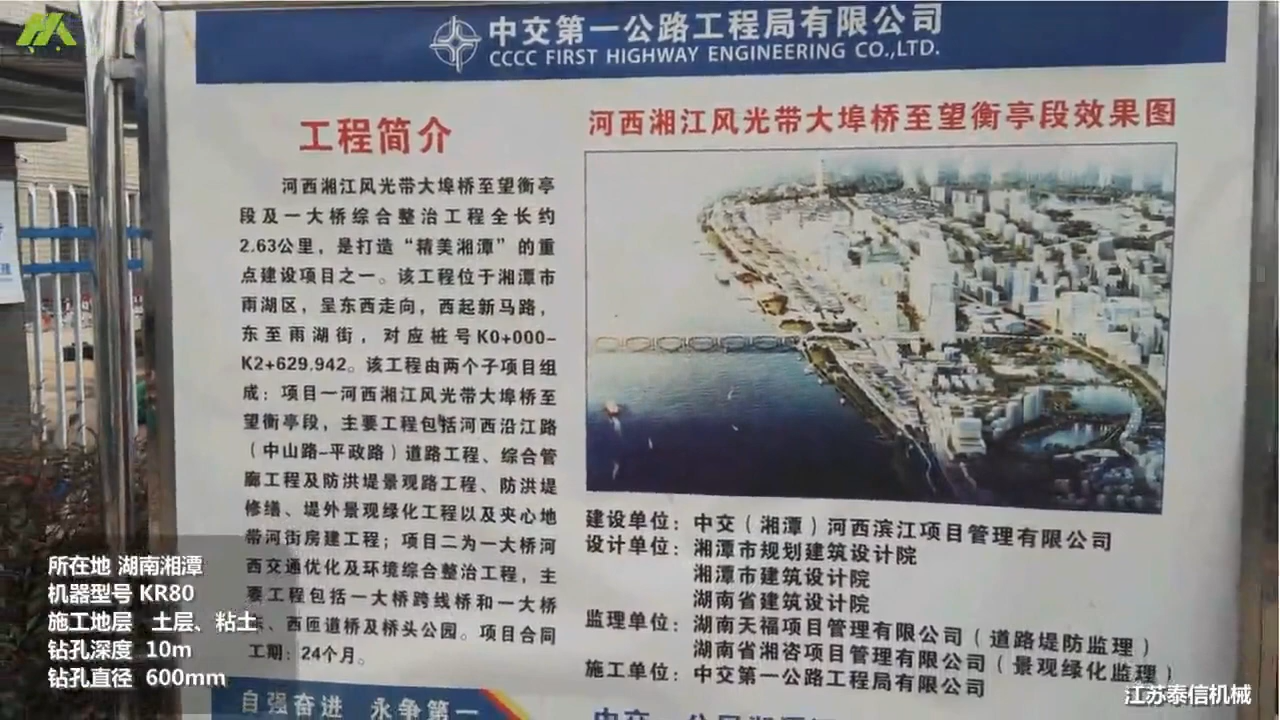 中交第一公路工程局有限公司
CCCC FIRST HIGHWAY ENGINEERING CO.,LTD.
工程简介
河西湘江风光带大埠桥至望衡亭
段及一大桥综合整治工程全长约
2.63公里，是打造“精美湘潭”的重
点建设项目之一。该工程位于湘潭市
雨湖区，呈东西走向，西起新马路，
东至雨湖街，对应桩号K0+000-
K2+629.942。该工程由两个子项目组
成：项目一河西湘江风光带大埠桥至
望衡亭段，主要工程包括河西沿江路
（中山路-平政路）道路工程、综合管
廊工程及防洪堤景观路工程、防洪堤
修缮、堤外景观绿化工程以及夹心地
带河街房建工程；项目二为一大桥河
西交通优化及环境综合整治工程，主
要工程包括一大桥跨线桥和一大桥
、西匝道桥及桥头公园。项目合同
工期：24个月。
河西湘江风光带大埠桥至望衡亭段效果图
建设单位：中交（湘潭）河西滨江项目管理有限公司
设计单位：湘潭市规划建筑设计院
湘潭市建筑设计院
湖南省建筑设计院
监理单位：湖南天福项目管理有限公司（道路堤防监理）
湖南省湘咨项目管理有限公司（景观绿化监理）
施工单位：中交第一公路工程局有限公司
自强奋进 永争第一
所在地 湖南湘潭
机器型号 KR80
施工地层 土层、粘土
钻孔深度 10m
钻孔直径 600mm
江苏泰信机械